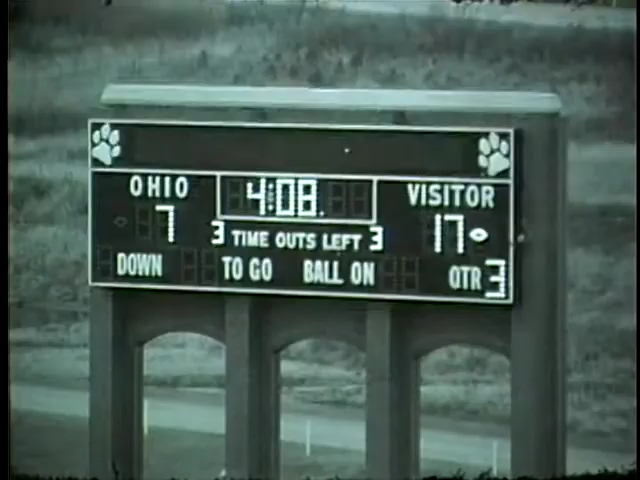 OHIO 4:08 VISITOR
7 3 TIME OUTS LEFT 3 17
DOWN TO GO BALL ON QTR 3